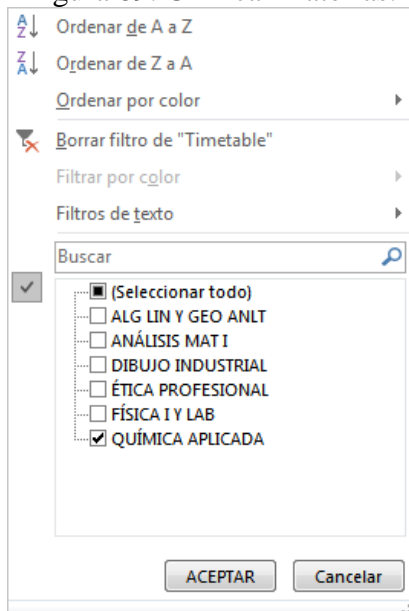 Ordenar de A a Z
Ordenar de Z a A
Ordenar por color
Borrar filtro de "Timetable"
Filtrar por color
Filtros de texto
Buscar
(Seleccionar todo)
ALG LIN Y GEO ANLT
ANÁLISIS MAT I
DIBUJO INDUSTRIAL
ÉTICA PROFESIONAL
FÍSICA I Y LAB
QUÍMICA APLICADA
ACEPTAR Cancelar